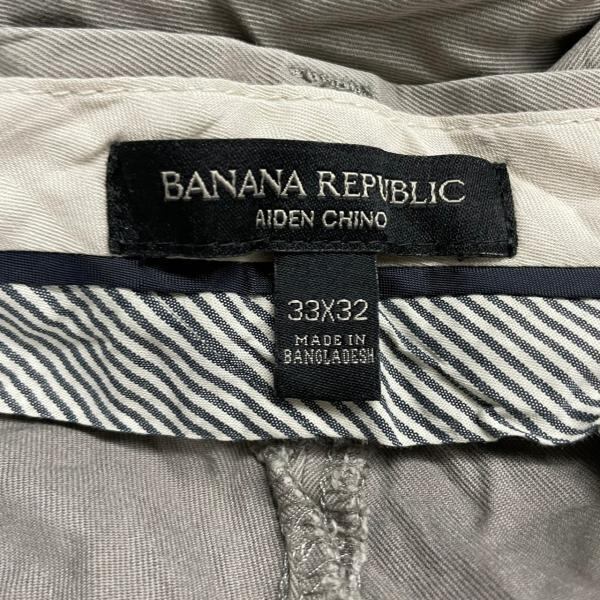 BANANA REPUBLIC
AIDEN CHINO
33X32
MADE IN
BANGLADESH